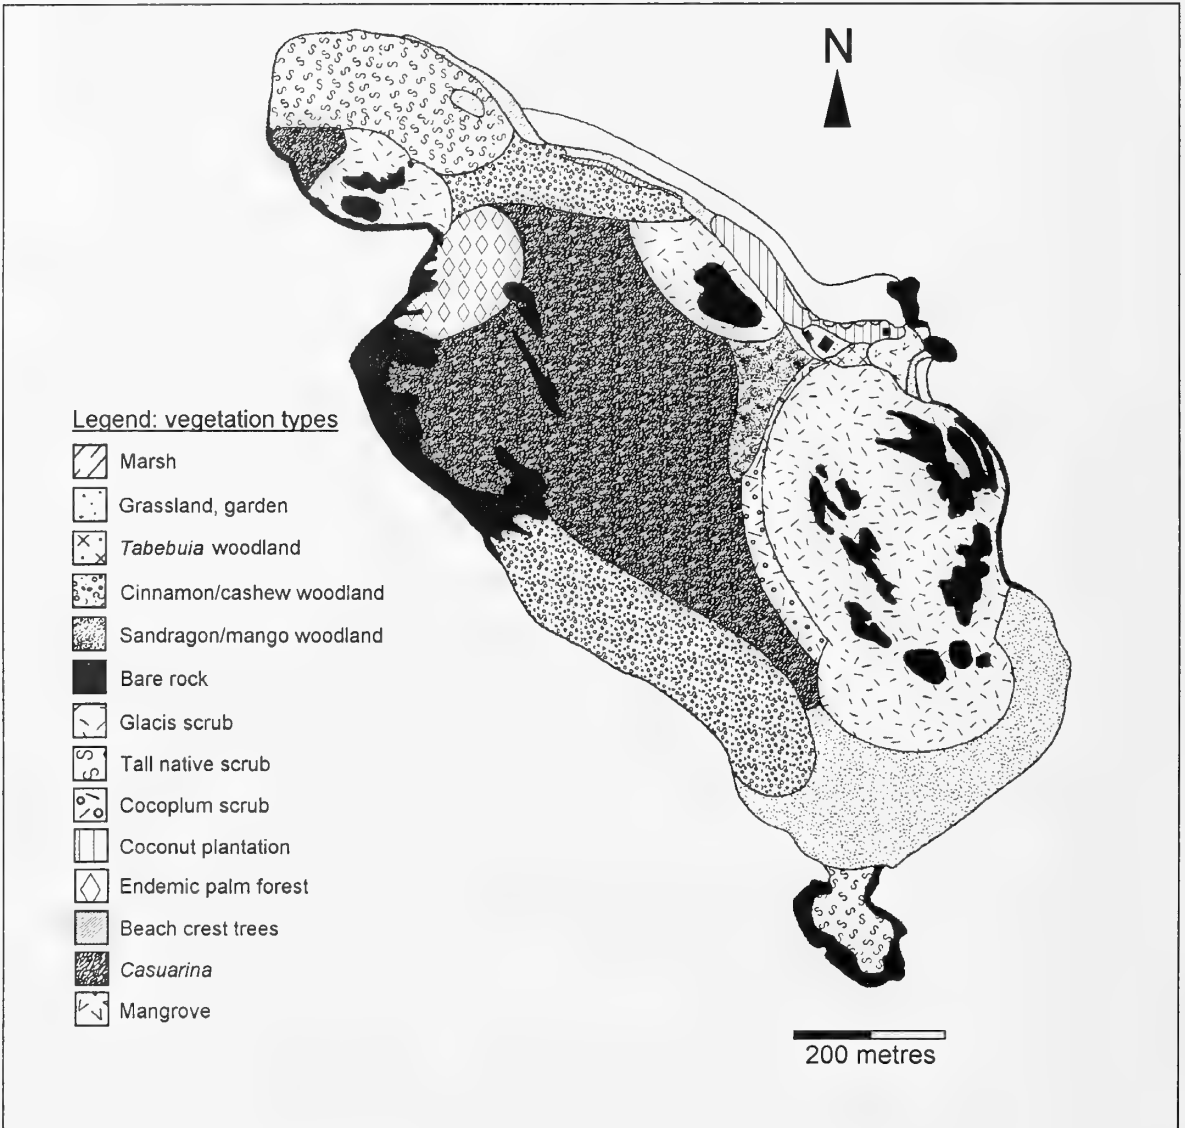 N
Legend: vegetation types
Marsh
Grassland, garden
Tabebuia woodland
Cinnamon/cashew woodland
Sandragon/mango woodland
Bare rock
Glacis scrub
Tall native scrub
Cocoplum scrub
Coconut plantation
Endemic palm forest
Beach crest trees
Casuarina
Mangrove
200 metres